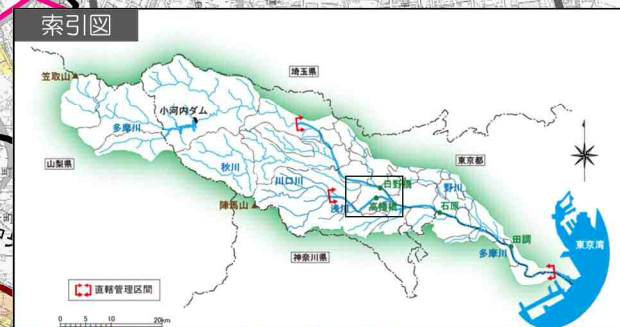 索引図
埼玉県
笠取山
小河内ダム
多摩川
山梨県
秋川
東京都
川口川
日野橋
野川
陣馬山
浅川
高幡橋
石原
田調
多摩川
東京湾
神奈川県
直轄管理区間
0 5 10 20km